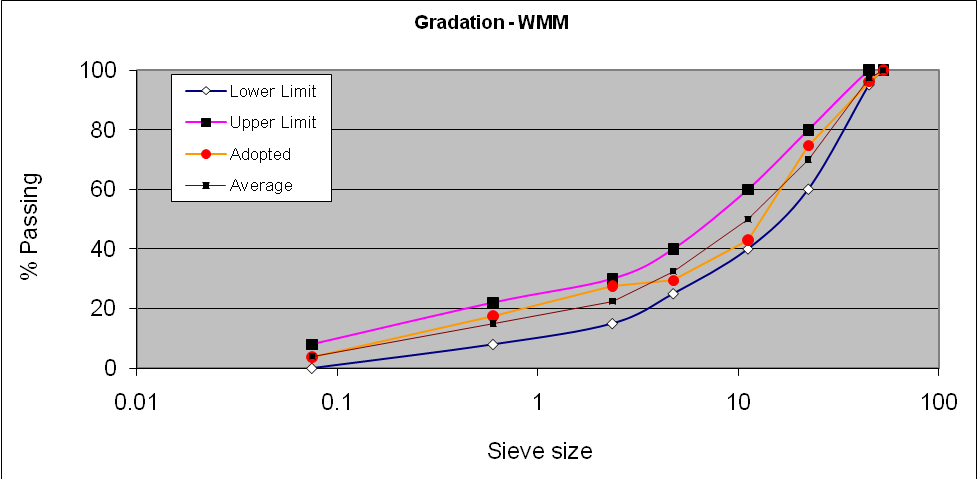 Gradation - WMM
100
80
60
40
20
0
% Passing
Lower Limit
Upper Limit
Adopted
Average
0.01 0.1 1 10 100
Sieve size